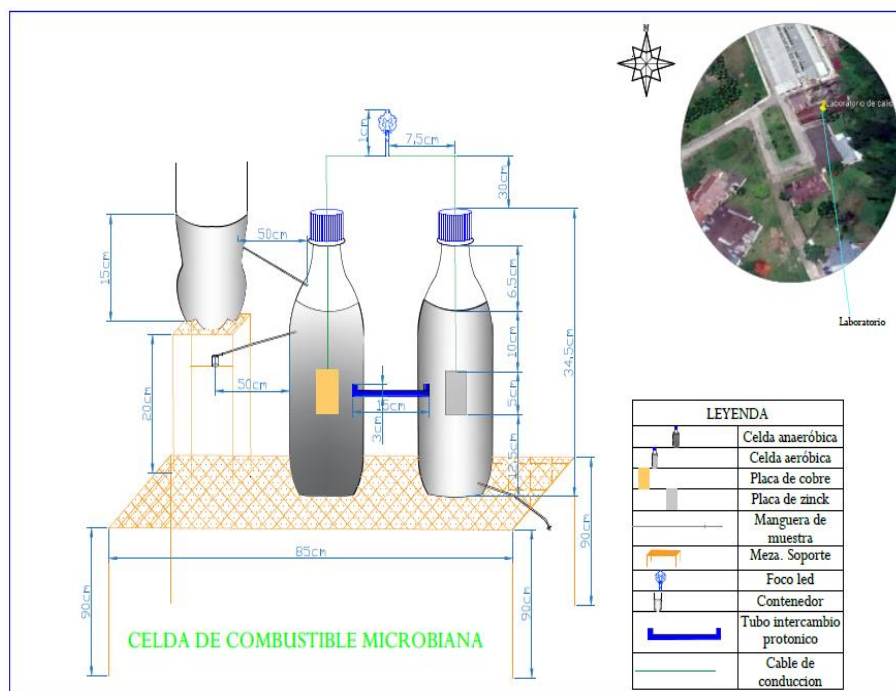 N
Laboratorio de calid
Laboratorio
1cm
7,5cm
30cm
50cm
15cm
6,5cm
10cm
34,5cm
50cm
20cm
15cm
3cm
5cm
12,5cm
85cm
90cm
90cm
90cm
CELDA DE COMBUSTIBLE MICROBIANA
LEYENDA
Celda anaeróbica
Celda aeróbica
Placa de cobre
Placa de zinck
Manguera de
muestra
Meza. Soporte
Foco led
Contenedor
Tubo intercambio
protonico
Cable de
conduccion